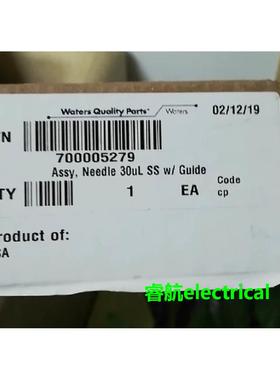 Waters Quality Parts Waters 02/12/19
/N
700005279
Assy, Needle 30uL SS w/ Guide
TY 1 EA Code
cp
roduct of:
SA
睿航electrical